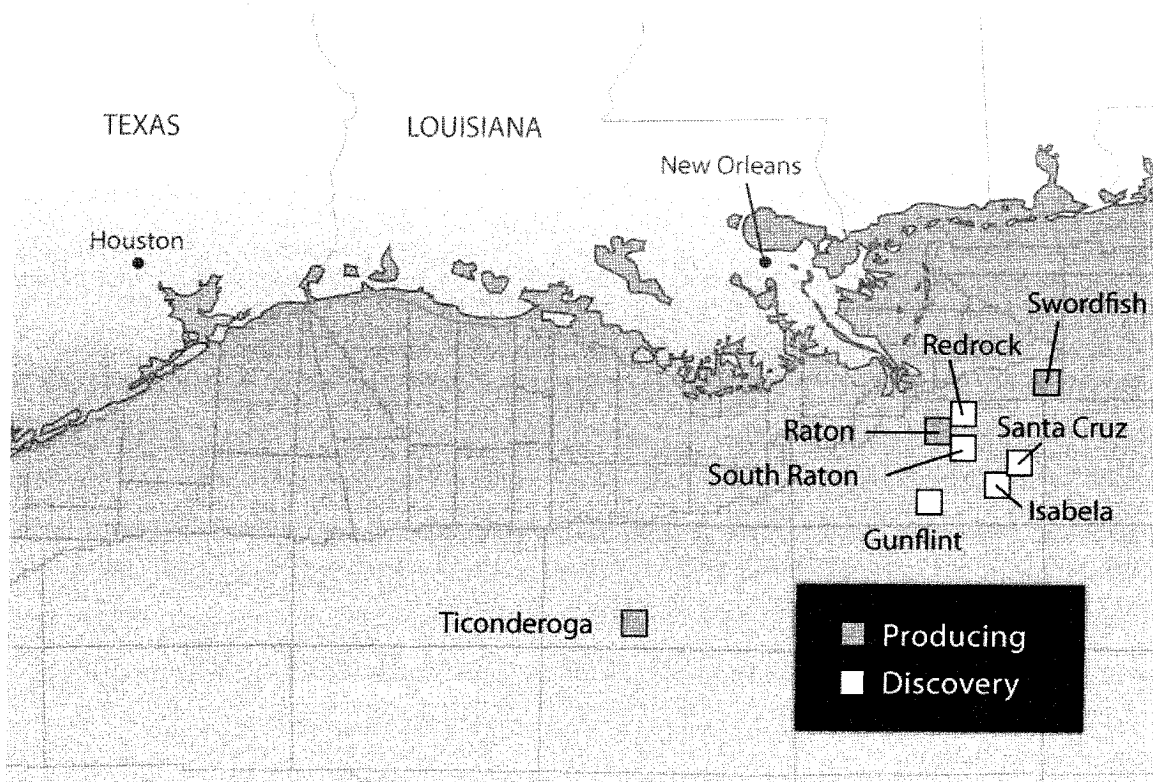 TEXAS
LOUISIANA
New Orleans
Houston
Swordfish
Redrock
Raton
Santa Cruz
South Raton
Isabela
Gunflint
Ticonderoga
Producing
Discovery